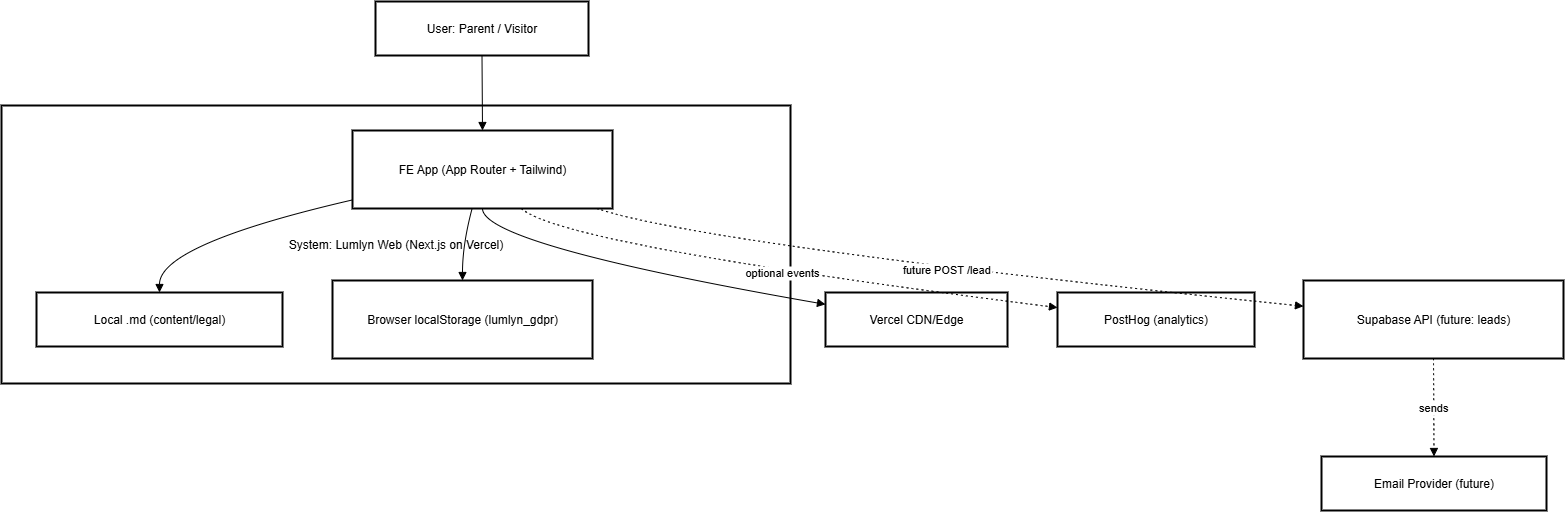 User: Parent / Visitor
FE App (App Router + Tailwind)
System: Lumlyn Web (Next.js on Vercel)
optional events
future POST /lead
Local .md (content/legal)
Browser localStorage (lumlyn_gdpr)
Vercel CDN/Edge
PostHog (analytics)
Supabase API (future: leads)
sends
Email Provider (future)